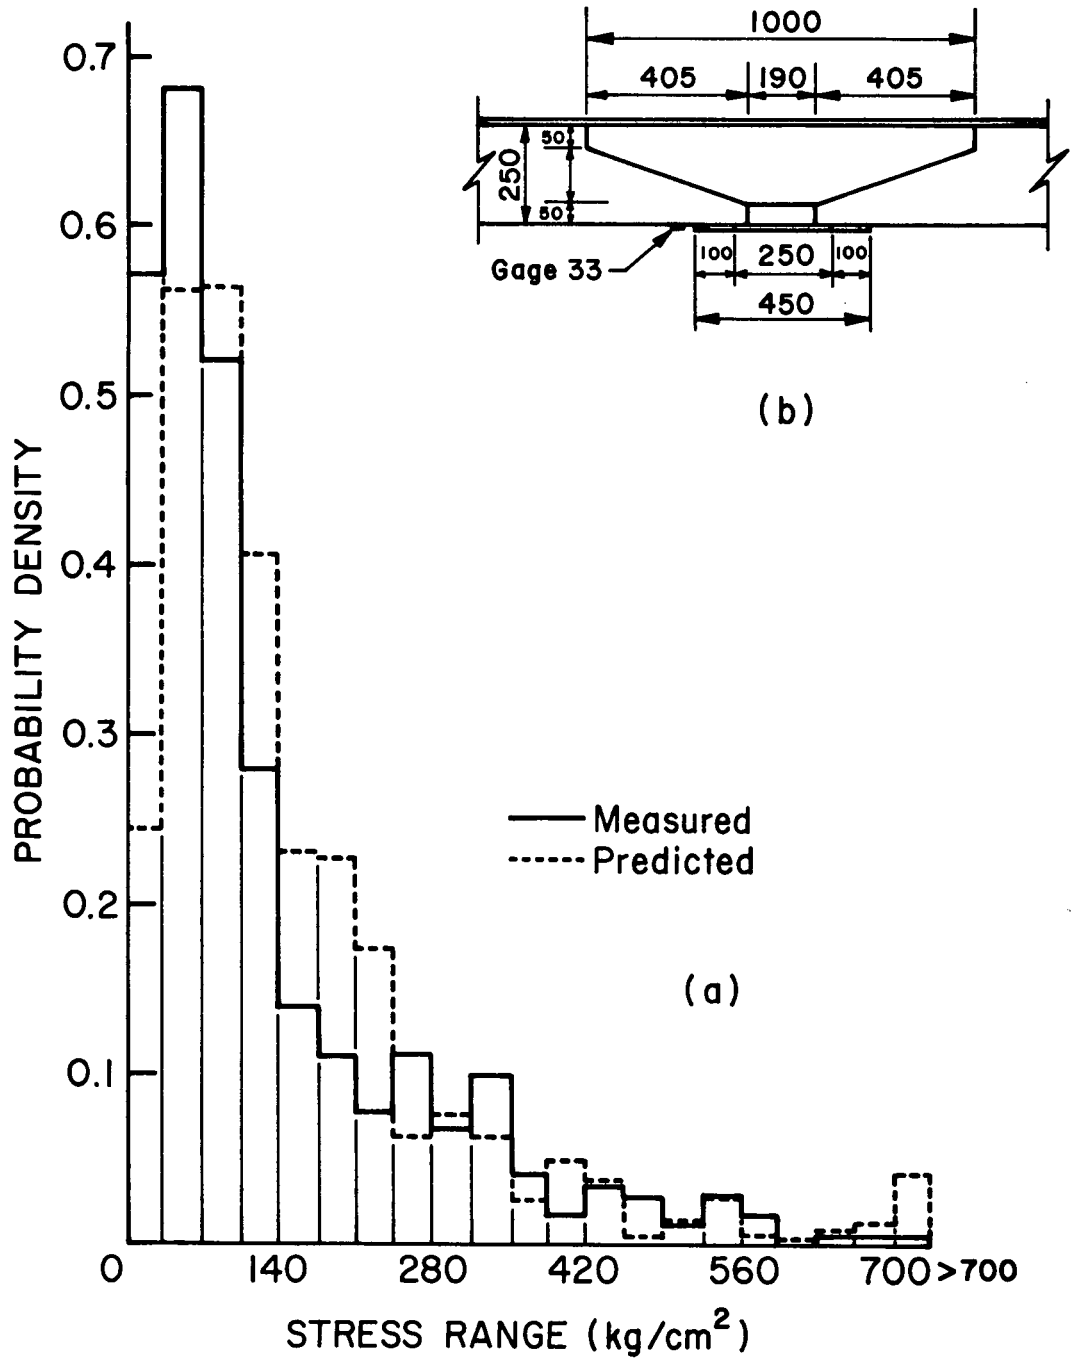 1000
405 190 405
0.7
50
250
50
0.6
100 250 100
Gage 33
450
0.5
(b)
PROBABILITY DENSITY
0.4
0.3
Measured
Predicted
0.2
(a)
0.1
0 140 280 420 560 700 >700
STRESS RANGE (kg/cm²)